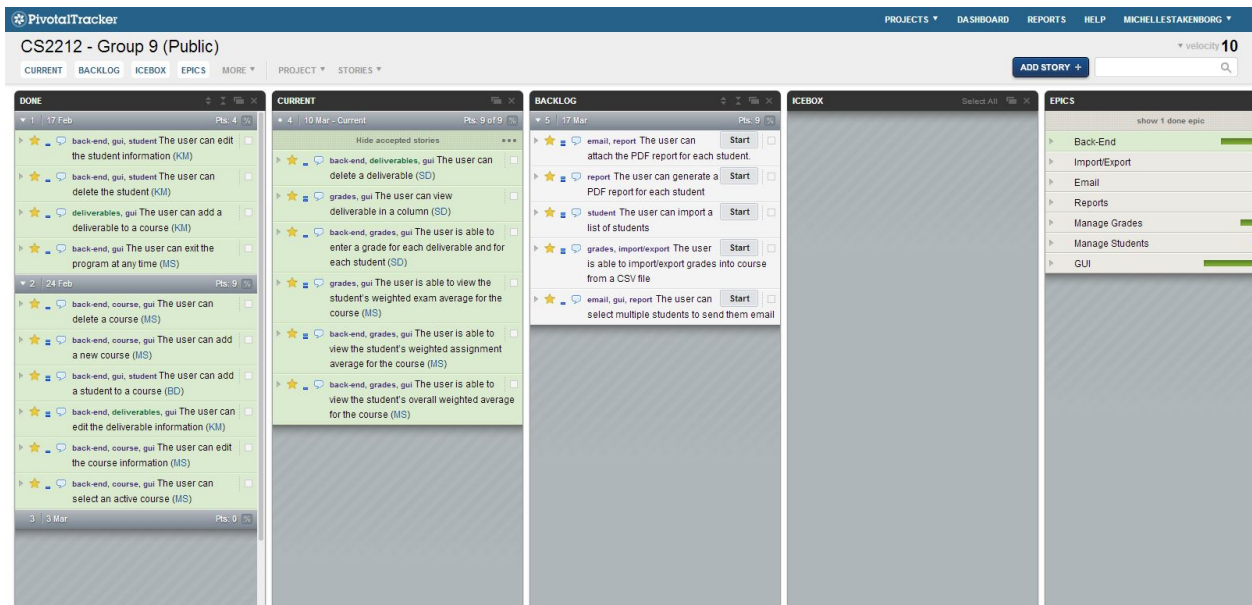 PivotalTracker
PROJECTS DASHBOARD REPORTS HELP MICHELLESTAKENBORG
CS2212 - Group 9 (Public)
velocity 10
CURRENT BACKLOG ICEBOX EPICS MORE PROJECT STORIES
ADD STORY +
DONE
1 17 Feb Pts: 4 %
back-end, gui, student The user can edit
the student information (KM)
back-end, gui, student The user can
delete the student (KM)
deliverables, gui The user can add a
deliverable to a course (KM)
back-end, gui The user can exit the
program at any time (MS)
2 24 Feb Pts: 9 %
back-end, course, gui The user can
delete a course (MS)
back-end, course, gui The user can add
a new course (MS)
back-end, gui, student The user can add
a student to a course (BD)
back-end, deliverables, gui The user can
edit the deliverable information (KM)
back-end, course, gui The user can edit
the course information (MS)
back-end, course, gui The user can
select an active course (MS)
3 3 Mar Pts: 0 %
CURRENT
4 10 Mar - Current Pts: 9 of 9 %
Hide accepted stories
back-end, deliverables, gui The user can
delete a deliverable (SD)
grades, gui The user can view
deliverable in a column (SD)
back-end, grades, gui The user is able to
enter a grade for each deliverable and for
each student (SD)
grades, gui The user is able to view the
student's weighted exam average for the
course (MS)
back-end, grades, gui The user is able to
view the student's weighted assignment
average for the course (MS)
back-end, grades, gui The user is able to
view the student's overall weighted average
for the course (MS)
BACKLOG
5 17 Mar Pts: 9 %
email, report The user can Start
attach the PDF report for each student.
report The user can generate a Start
PDF report for each student
student The user can import a Start
list of students
grades, import/export The user Start
is able to import/export grades into course
from a CSV file
email, gui, report The user can Start
select multiple students to send them email
ICEBOX Select All
EPICS
show 1 done epic
Back-End
Import/Export
Email
Reports
Manage Grades
Manage Students
GUI